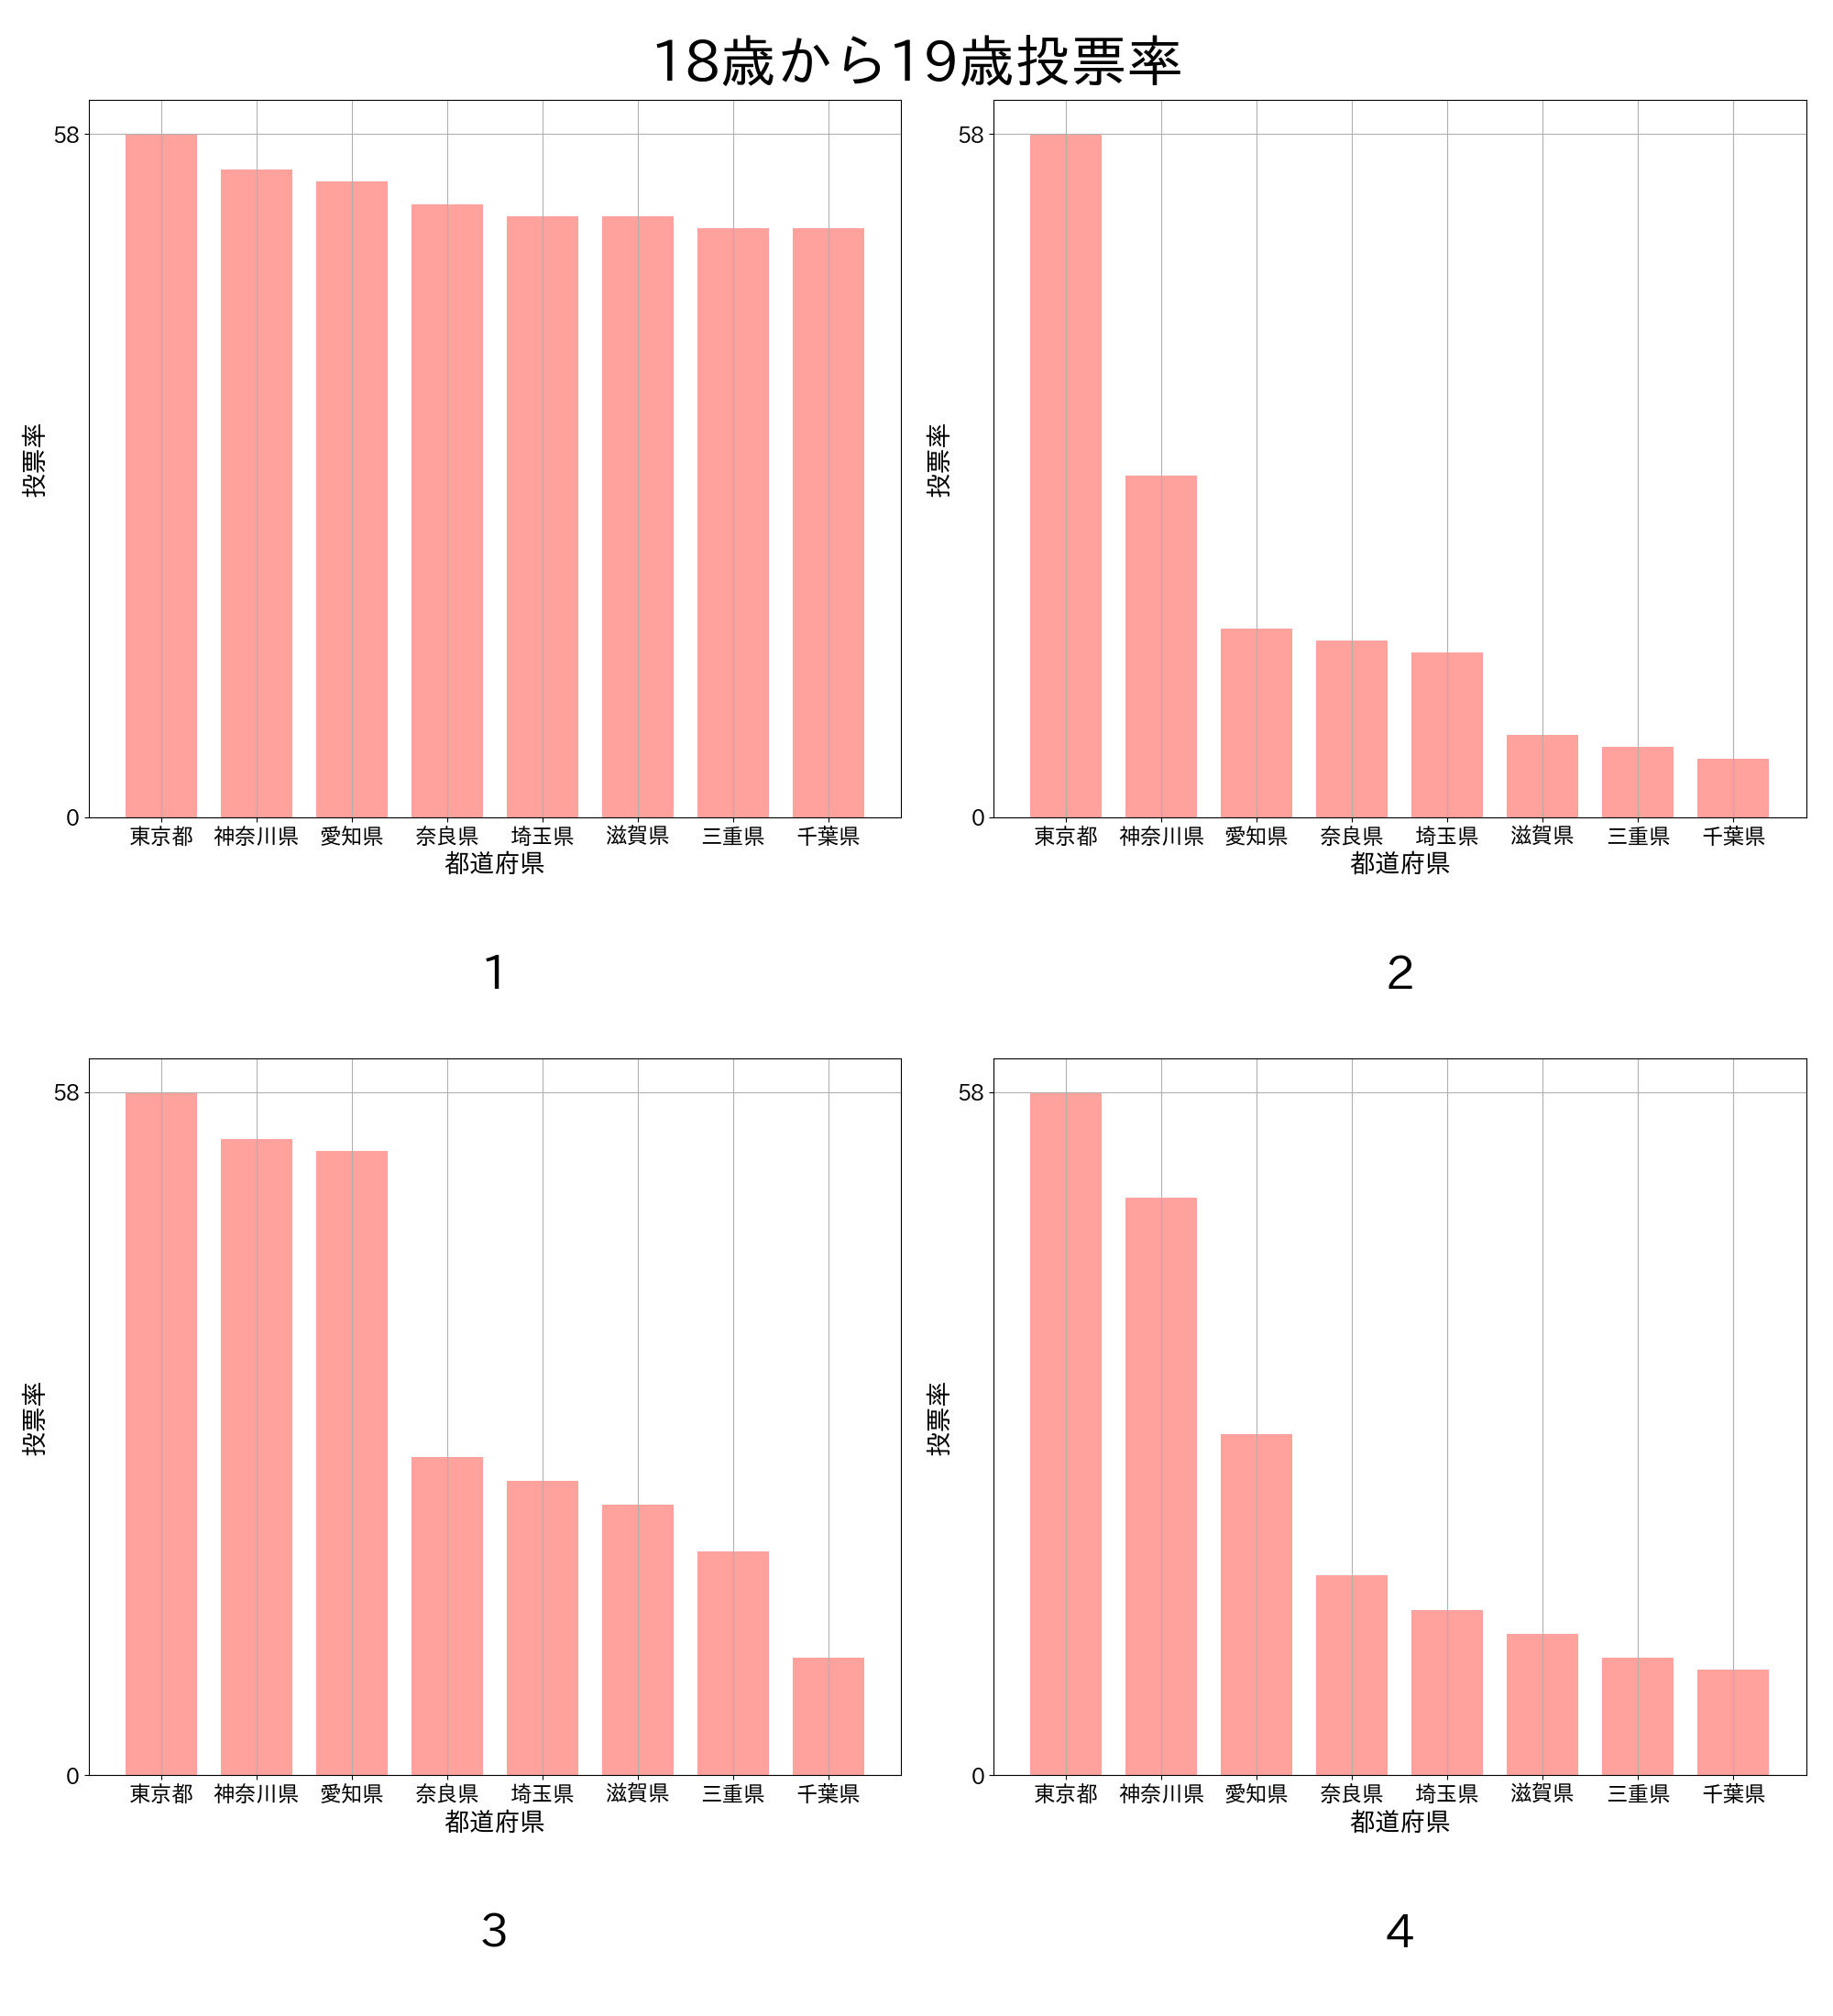 18歳から19歳投票率
58
0
投票率
東京都 神奈川県 愛知県 奈良県 埼玉県 滋賀県 三重県 千葉県
都道府県
1
58
0
投票率
東京都 神奈川県 愛知県 奈良県 埼玉県 滋賀県 三重県 千葉県
都道府県
2
58
0
投票率
東京都 神奈川県 愛知県 奈良県 埼玉県 滋賀県 三重県 千葉県
都道府県
3
58
0
投票率
東京都 神奈川県 愛知県 奈良県 埼玉県 滋賀県 三重県 千葉県
都道府県
4